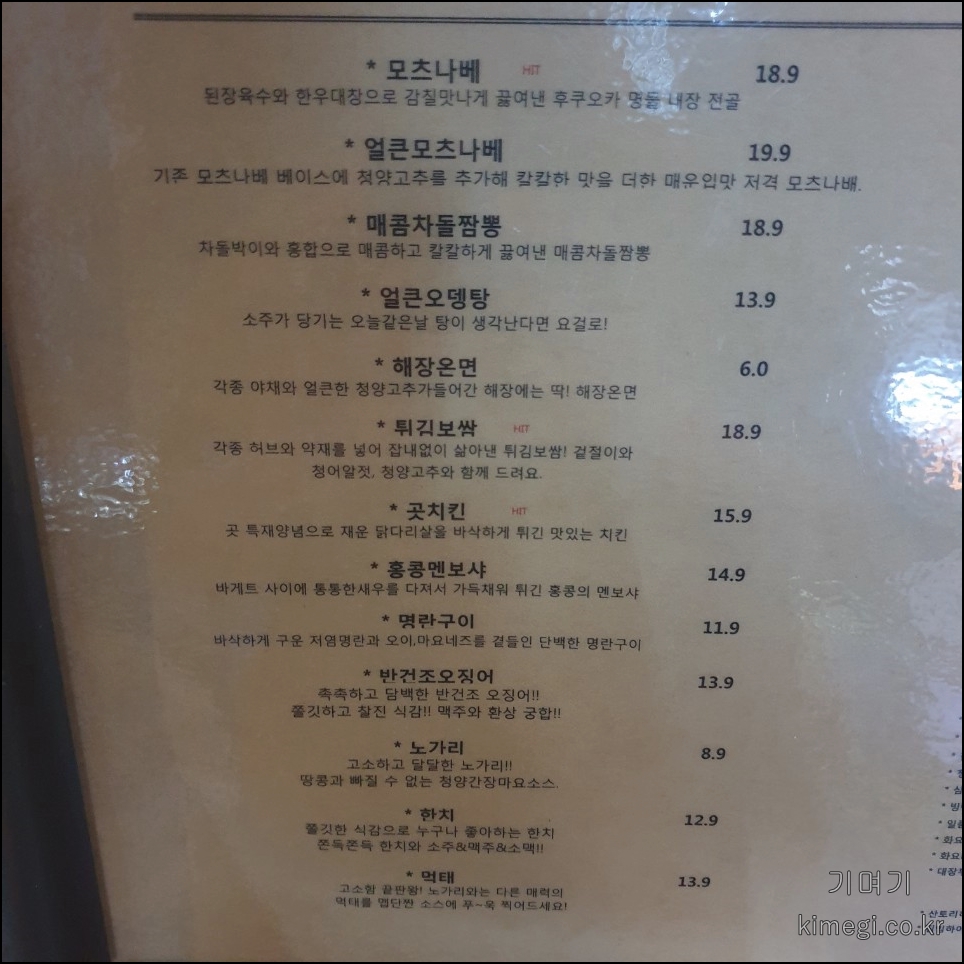 * 모츠나베 HIT 18.9
된장육수와 한우대창으로 감칠맛나게 끓여낸 후쿠오카 명물 내장 전골
* 얼큰모츠나베 19.9
기존 모츠나베 베이스에 청양고추를 추가해 칼칼한 맛을 더한 매운입맛 저격 모츠나배.
* 매콤차돌짬뽕 18.9
차돌박이와 홍합으로 매콤하고 칼칼하게 끓여낸 매콤차돌짬뽕
* 얼큰오뎅탕 13.9
소주가 당기는 오늘같은날 탕이 생각난다면 요걸로!
* 해장온면 6.0
각종 야채와 얼큰한 청양고추가들어간 해장에는 딱! 해장온면
* 튀김보쌈 HIT 18.9
각종 허브와 약재를 넣어 잡내없이 삶아낸 튀김보쌈! 겉절이와
청어알젓, 청양고추와 함께 드려요.
* 곳치킨 HIT 15.9
곳 특재양념으로 재운 닭다리살을 바삭하게 튀긴 맛있는 치킨
* 홍콩멘보샤 14.9
바게트 사이에 통통한새우를 다져서 가득채워 튀긴 홍콩의 멘보샤
* 명란구이 11.9
바삭하게 구운 저염명란과 오이,마요네즈를 곁들인 단백한 명란구이
* 반건조오징어 13.9
촉촉하고 담백한 반건조 오징어!!
쫄깃하고 찰진 식감!! 맥주와 환상 궁합!!
* 노가리 8.9
고소하고 달달한 노가리!!
땅콩과 빠질 수 없는 청양간장마요소스.
* 한치 12.9
쫄깃한 식감으로 누구나 좋아하는 한치
쫀득쫀득 한치와 소주&맥주&소맥!!
* 먹태 13.9
고소함 끝판왕! 노가리와는 다른 매력의
먹태를 맵단짠 소스에 푸~욱 찍어드세요!
* 화요
* 화요
* 대장부
* 산토리
기며기
kimegi.co.kr